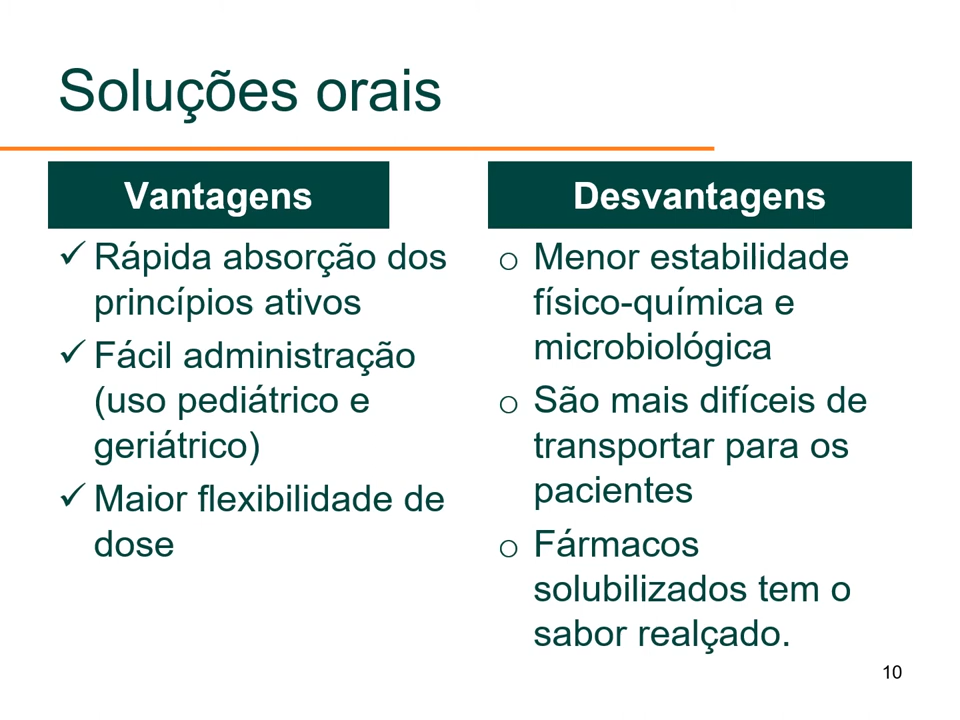 Soluções orais
Vantagens
Rápida absorção dos
princípios ativos
Fácil administração
(uso pediátrico e
geriátrico)
Maior flexibilidade de
dose
Desvantagens
Menor estabilidade
físico-química e
microbiológica
São mais difíceis de
transportar para os
pacientes
Fármacos
solubilizados tem o
sabor realçado.
10